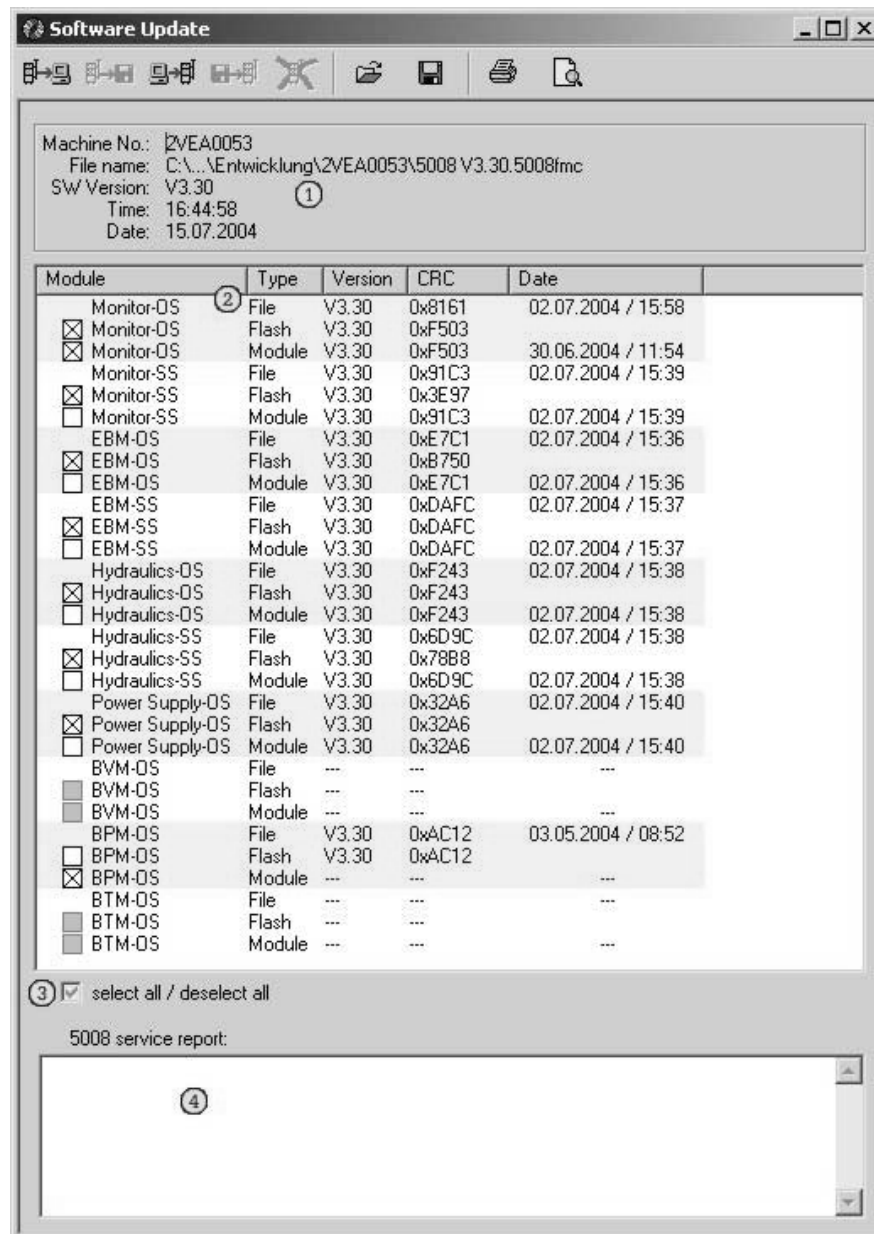 Software Update
Machine No.: 2VEA0053
File name: C:\...\Entwicklung\2VEA0053\5008 V3.30.5008fmc
SW Version: V3.30
1
Time: 16:44:58
Date: 15.07.2004
Module Type Version CRC Date
2
Monitor-OS File V3.30 0x8161 02.07.2004 / 15:58
Monitor-OS Flash V3.30 0xF503
Monitor-OS Module V3.30 0xF503 30.06.2004 / 11:54
Monitor-SS File V3.30 0x91C3 02.07.2004 / 15:39
Monitor-SS Flash V3.30 0x3E97
Monitor-SS Module V3.30 0x91C3 02.07.2004 / 15:39
EBM-OS File V3.30 0xE7C1 02.07.2004 / 15:36
EBM-OS Flash V3.30 0xB750
EBM-OS Module V3.30 0xE7C1 02.07.2004 / 15:36
EBM-SS File V3.30 0xDAFC 02.07.2004 / 15:37
EBM-SS Flash V3.30 0xDAFC
EBM-SS Module V3.30 0xDAFC 02.07.2004 / 15:37
Hydraulics-OS File V3.30 0xF243 02.07.2004 / 15:38
Hydraulics-OS Flash V3.30 0xF243
Hydraulics-OS Module V3.30 0xF243 02.07.2004 / 15:38
Hydraulics-SS File V3.30 0x6D9C 02.07.2004 / 15:38
Hydraulics-SS Flash V3.30 0x78B8
Hydraulics-SS Module V3.30 0x6D9C 02.07.2004 / 15:38
Power Supply-OS File V3.30 0x32A6 02.07.2004 / 15:40
Power Supply-OS Flash V3.30 0x32A6
Power Supply-OS Module V3.30 0x32A6 02.07.2004 / 15:40
BVM-OS File --- --- ---
BVM-OS Flash --- ---
BVM-OS Module --- --- ---
BPM-OS File V3.30 0xAC12 03.05.2004 / 08:52
BPM-OS Flash V3.30 0xAC12
BPM-OS Module --- --- ---
BTM-OS File --- --- ---
BTM-OS Flash --- ---
BTM-OS Module --- --- ---
3 select all / deselect all
5008 service report:
4